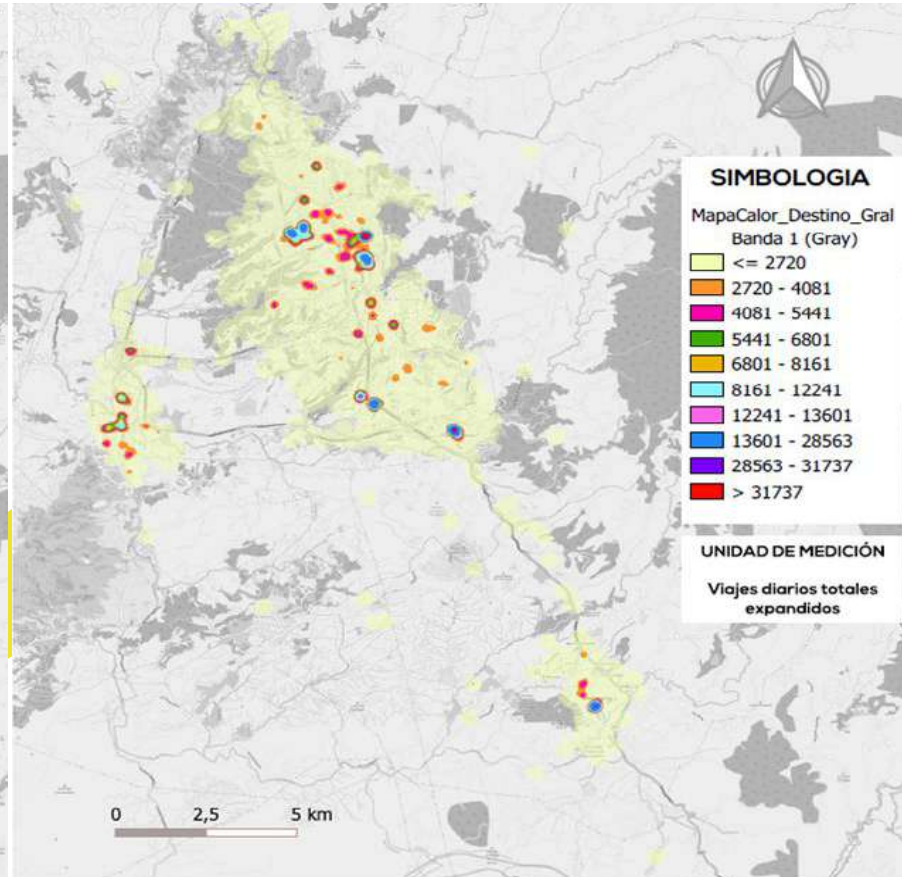 SIMBOLOGIA
MapaCalor_Destino_Gral
Banda 1 (Gray)
<= 2720
2720 - 4081
4081 - 5441
5441 - 6801
6801 - 8161
8161 - 12241
12241 - 13601
13601 - 28563
28563 - 31737
> 31737
UNIDAD DE MEDICIÓN
Viajes diarios totales
expandidos
0 2,5 5 km